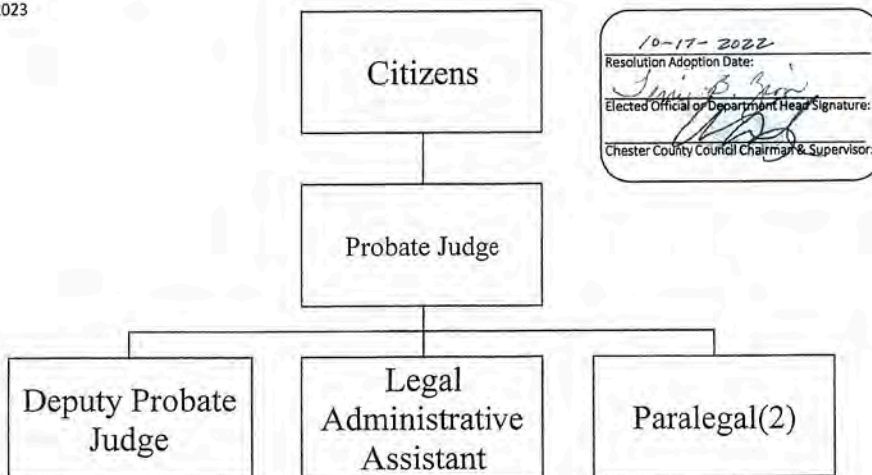 2023
Citizens
10-17-2022
Resolution Adoption Date:
Elected Official or Department Head Signature:
Chester County Council Chairman & Supervisor:
Probate Judge
Deputy Probate
Judge
Legal
Administrative
Assistant
Paralegal(2)